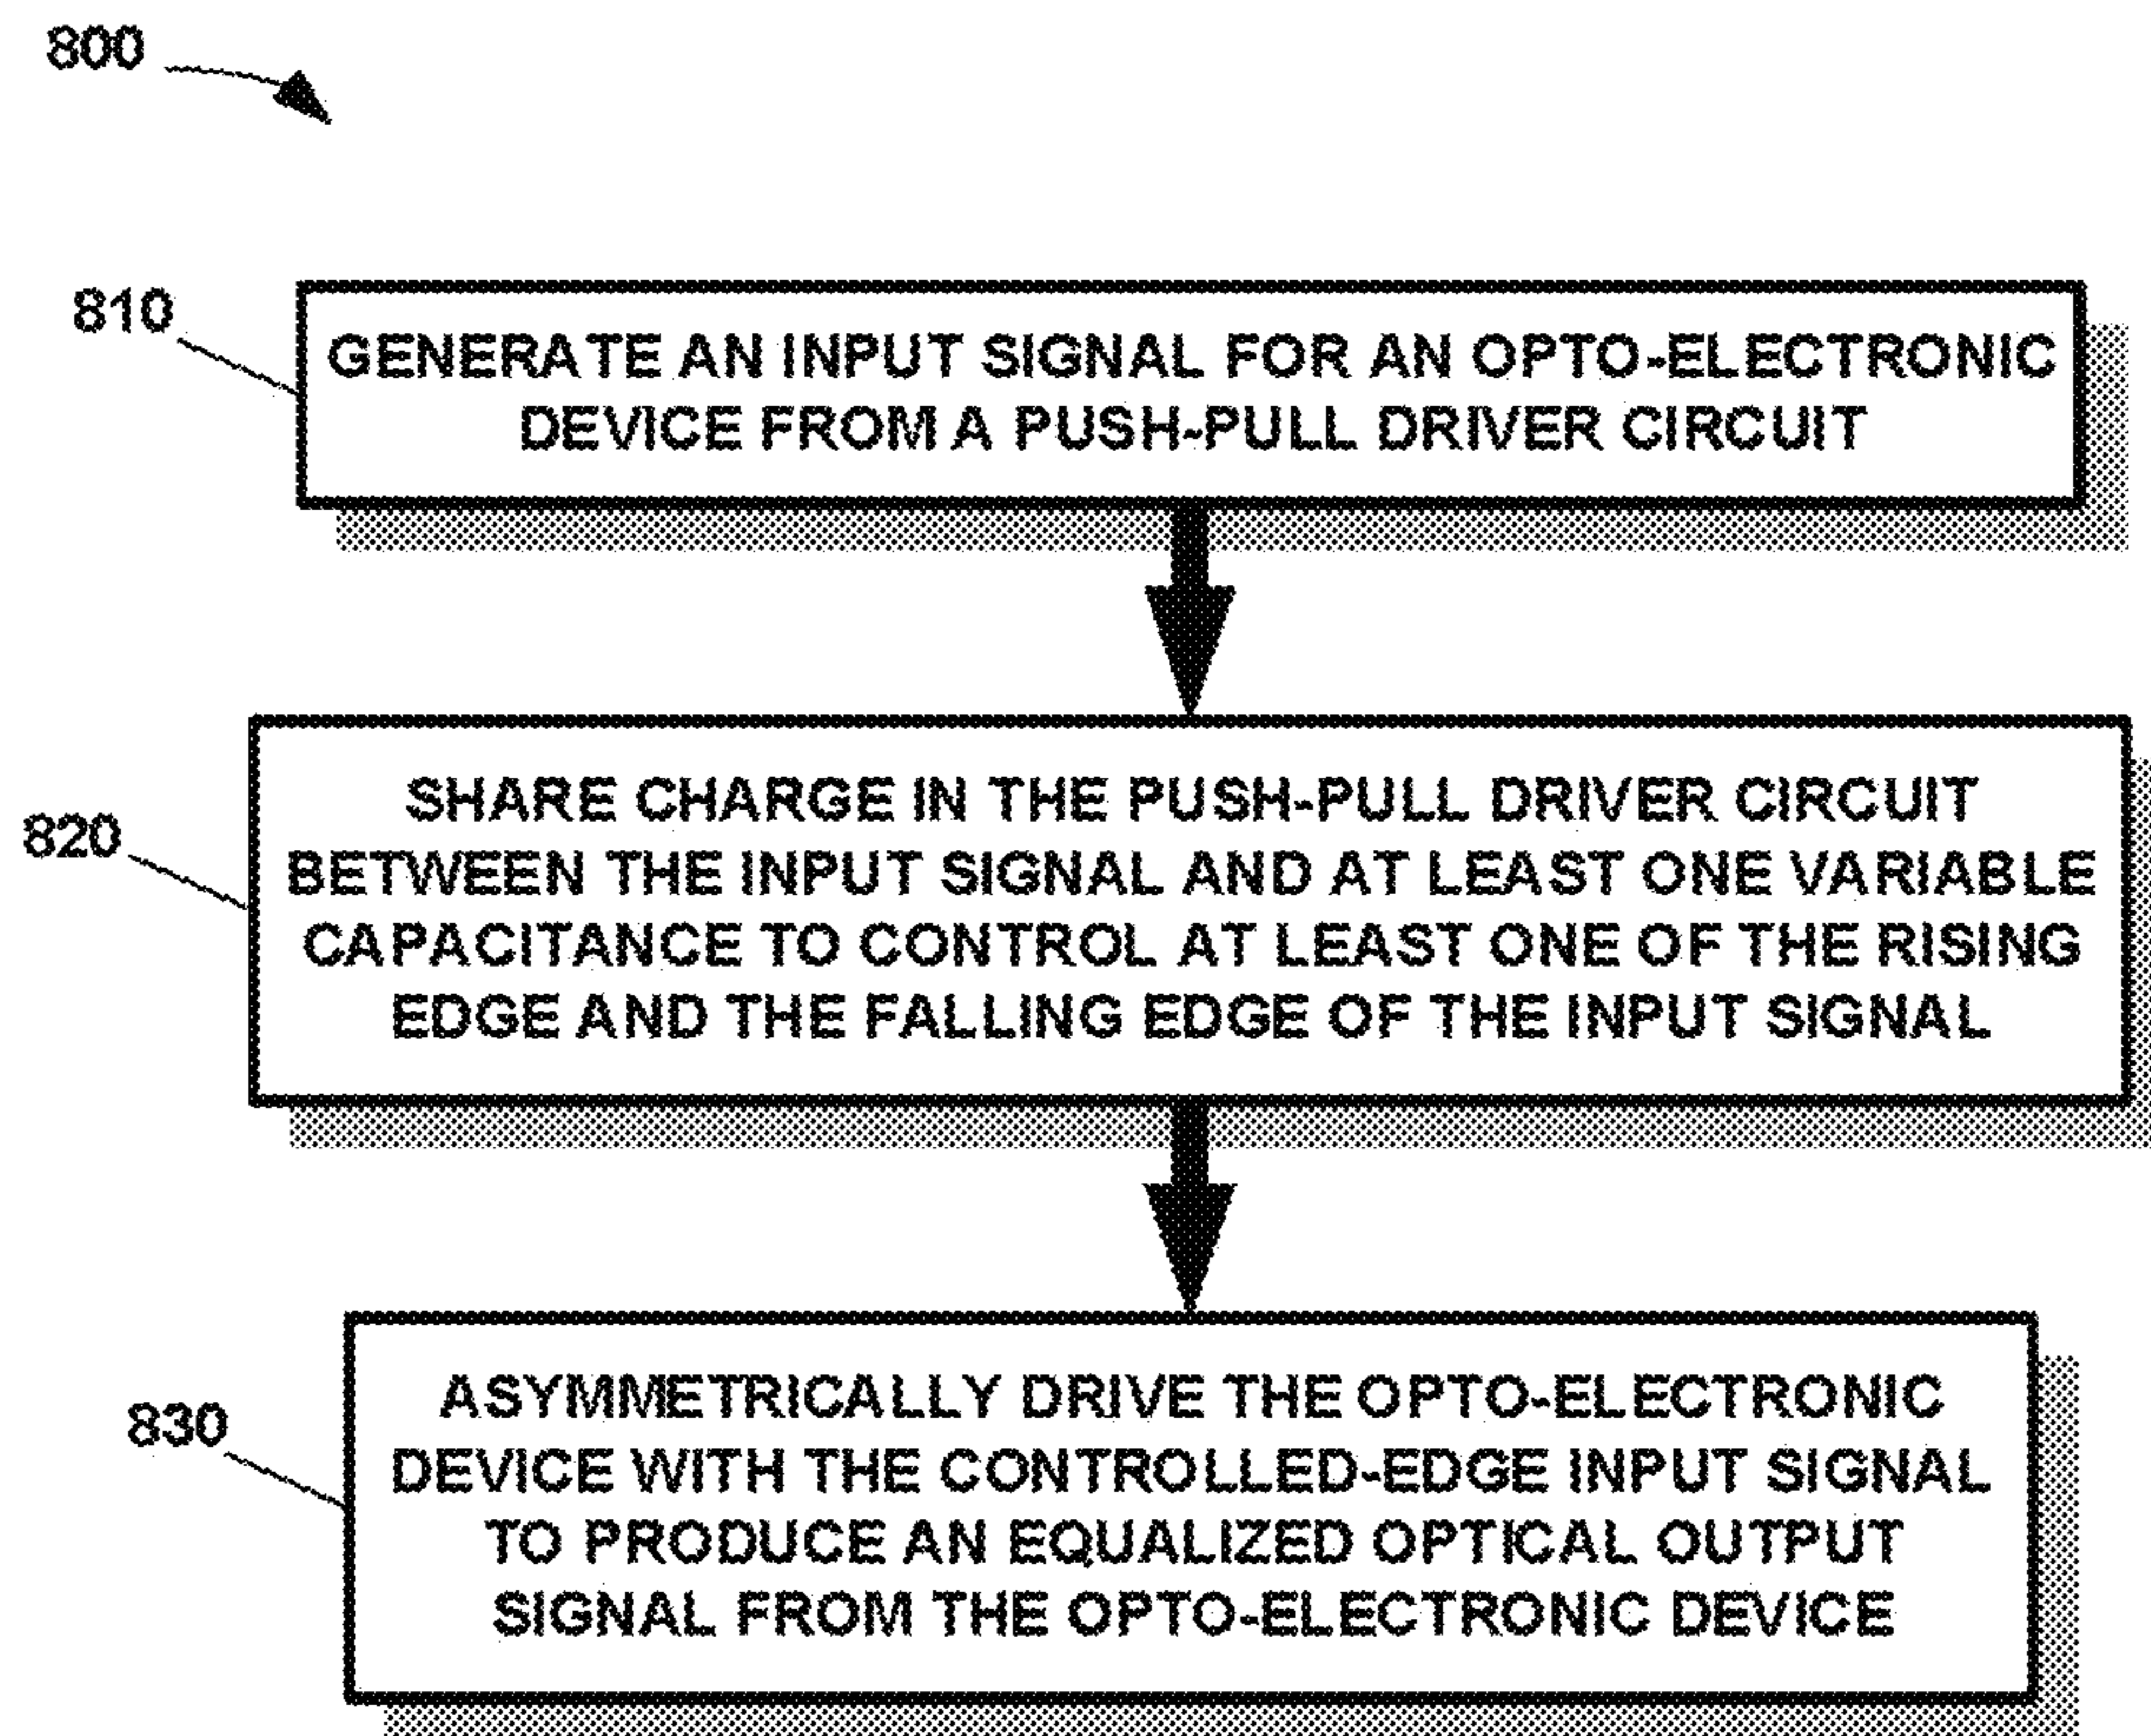 800
810
GENERATE AN INPUT SIGNAL FOR AN OPTO-ELECTRONIC
DEVICE FROM A PUSH-PULL DRIVER CIRCUIT
820
SHARE CHARGE IN THE PUSH-PULL DRIVER CIRCUIT
BETWEEN THE INPUT SIGNAL AND AT LEAST ONE VARIABLE
CAPACITANCE TO CONTROL AT LEAST ONE OF THE RISING
EDGE AND THE FALLING EDGE OF THE INPUT SIGNAL
830
ASYMMETRICALLY DRIVE THE OPTO-ELECTRONIC
DEVICE WITH THE CONTROLLED-EDGE INPUT SIGNAL
TO PRODUCE AN EQUALIZED OPTICAL OUTPUT
SIGNAL FROM THE OPTO-ELECTRONIC DEVICE